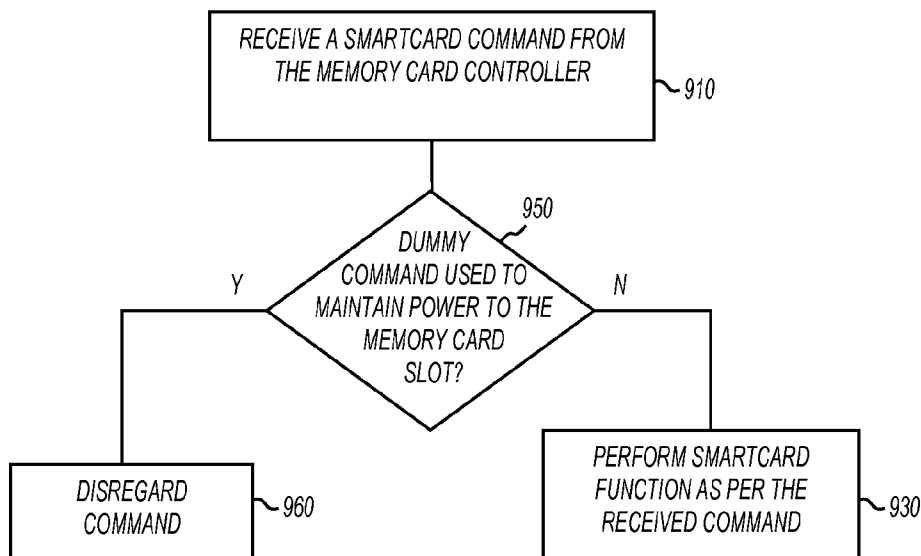 RECEIVE A SMARTCARD COMMAND FROM
THE MEMORY CARD CONTROLLER
910
950
DUMMY
COMMAND USED TO
MAINTAIN POWER TO THE
MEMORY CARD
SLOT?
Y
N
DISREGARD
COMMAND
960
PERFORM SMARTCARD
FUNCTION AS PER THE
RECEIVED COMMAND
930